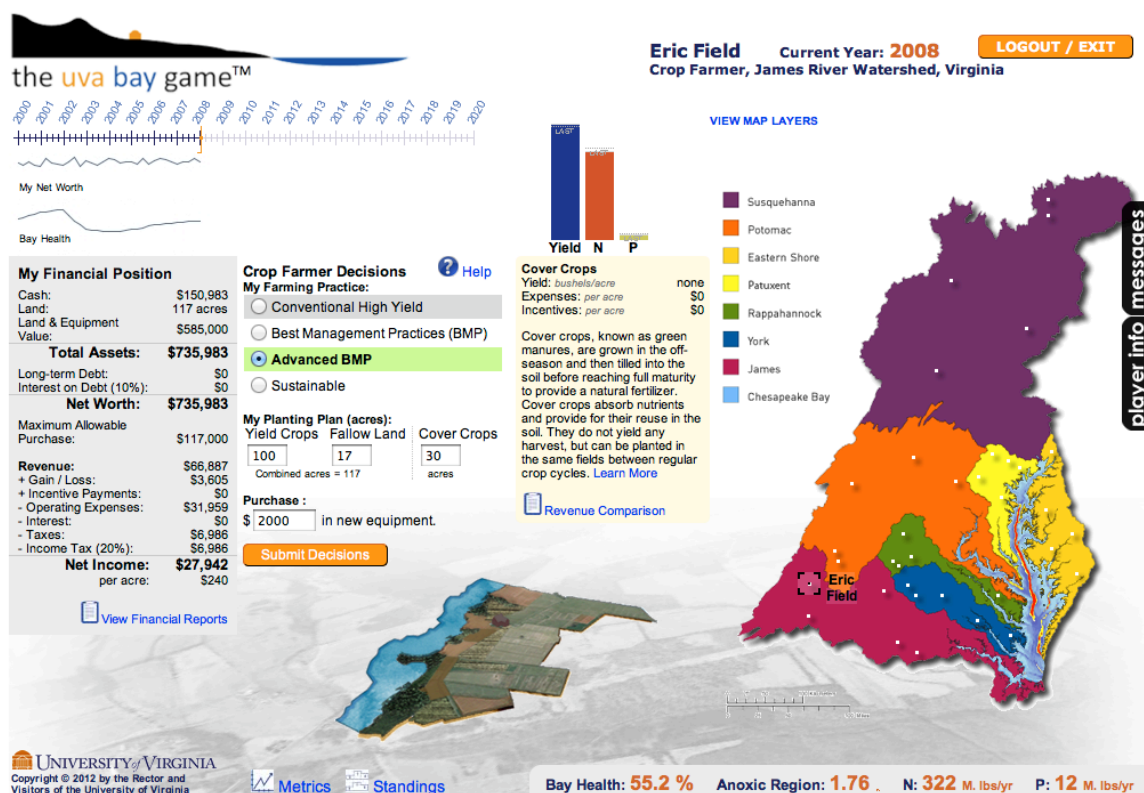 the uva bay game™
Eric Field Current Year: 2008
LOGOUT / EXIT
Crop Farmer, James River Watershed, Virginia
2000 2001 2002 2003 2004 2005 2006 2007 2008 2009 2010 2011 2012 2013 2014 2015 2016 2017 2018 2019 2020
My Net Worth
Bay Health
LAST
LAST
Yield N P
VIEW MAP LAYERS
Susquehanna
Potomac
Eastern Shore
Patuxent
Rappahannock
York
James
Chesapeake Bay
messages
player info
My Financial Position
Cash: $150,983
Land: 117 acres
Land & Equipment
Value: $585,000
Total Assets: $735,983
Long-term Debt: $0
Interest on Debt (10%): $0
Net Worth: $735,983
Maximum Allowable
Purchase: $117,000
Revenue: $66,887
+ Gain / Loss: $3,605
+ Incentive Payments: $0
- Operating Expenses: $31,959
- Interest: $0
- Taxes: $6,986
- Income Tax (20%): $6,986
Net Income: $27,942
per acre: $240
View Financial Reports
Crop Farmer Decisions
? Help
My Farming Practice:
Conventional High Yield
Best Management Practices (BMP)
Advanced BMP
Sustainable
My Planting Plan (acres):
Yield Crops Fallow Land Cover Crops
100 17 30
Combined acres = 117 acres
Purchase :
$ 2000 in new equipment.
Submit Decisions
Cover Crops
Yield: bushels/acre none
Expenses: per acre $0
Incentives: per acre $0
Cover crops, known as green
manures, are grown in the off-
season and then tilled into the
soil before reaching full maturity
to provide a natural fertilizer.
Cover crops absorb nutrients
and provide for their reuse in the
soil. They do not yield any
harvest, but can be planted in
the same fields between regular
crop cycles. Learn More
Revenue Comparison
Eric
Field
UNIVERSITY of VIRGINIA
Copyright © 2012 by the Rector and
Visitors of the University of Virginia
Metrics Standings
Bay Health: 55.2 % Anoxic Region: 1.76 N: 322 M. lbs/yr P: 12 M. lbs/yr